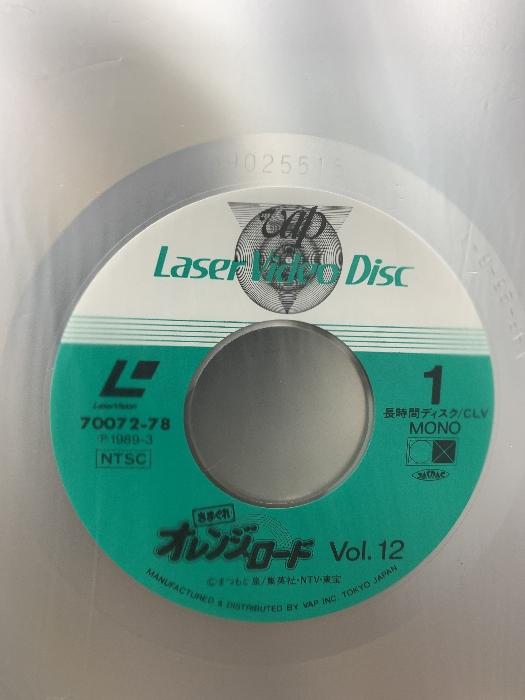 vap
Laser Video Disc
LaserVision
70072-78
Ⓟ1989-3
NTSC
1
長時間ディスク/CLV
MONO
きまぐれ
オレンジ★ロード
Vol.12
©まつもと泉/集英社・NTV・東宝
MANUFACTURED & DISTRIBUTED BY VAP INC. TOKYO JAPAN